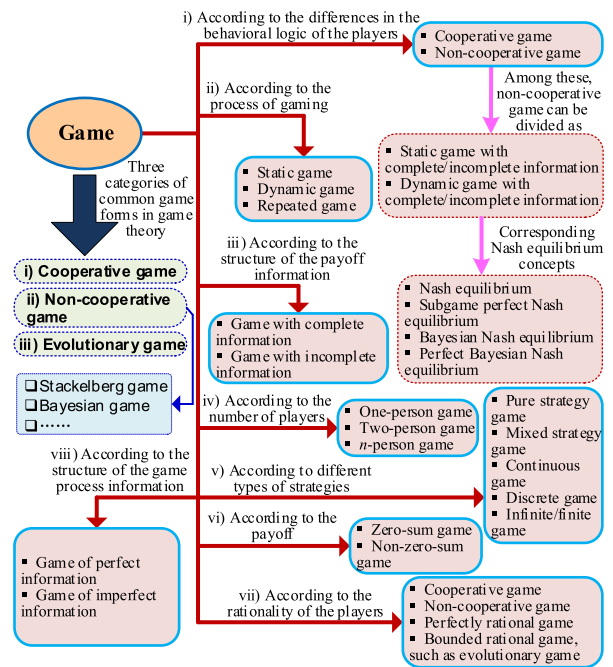 i) According to the differences in the
behavioral logic of the players
▪ Cooperative game
▪ Non-cooperative game
Among these,
non-cooperative
game can be
divided as
ii) According to the
process of gaming
Game
▪ Static game
▪ Dynamic game
▪ Repeated game
▪ Static game with
complete/incomplete information
▪ Dynamic game with
complete/incomplete information
Three
categories of
common game
forms in game
theory
Corresponding
Nash equilibrium
concepts
iii) According to the
structure of the payoff
information
i) Cooperative game
ii) Non-cooperative
game
iii) Evolutionary game
▪ Nash equilibrium
▪ Subgame perfect Nash
equilibrium
▪ Bayesian Nash equilibrium
▪ Perfect Bayesian Nash
equilibrium
▪ Game with complete
information
▪ Game with incomplete
information
❑Stackelberg game
❑Bayesian game
❑······
iv) According to the
number of players
▪ One-person game
▪ Two-person game
▪ n-person game
▪ Pure strategy
game
▪ Mixed strategy
game
▪ Continuous
game
▪ Discrete game
▪ Infinite/finite
game
viii) According to the
structure of the game
process information
v) According to different
types of strategies
vi) According to the
payoff
▪ Zero-sum game
▪ Non-zero-sum
game
▪ Game of perfect
information
▪ Game of imperfect
information
vii) According to the
rationality of the players
▪ Cooperative game
▪ Non-cooperative game
▪ Perfectly rational game
▪ Bounded rational game,
such as evolutionary game